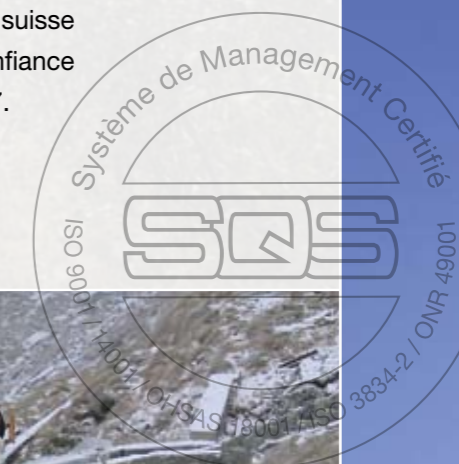 suisse
nfiance
Système de Management Certifié
SQS
ISO 9001 / 14001 / OHSAS 18001 / ISO 3834-2 / ONR 49001